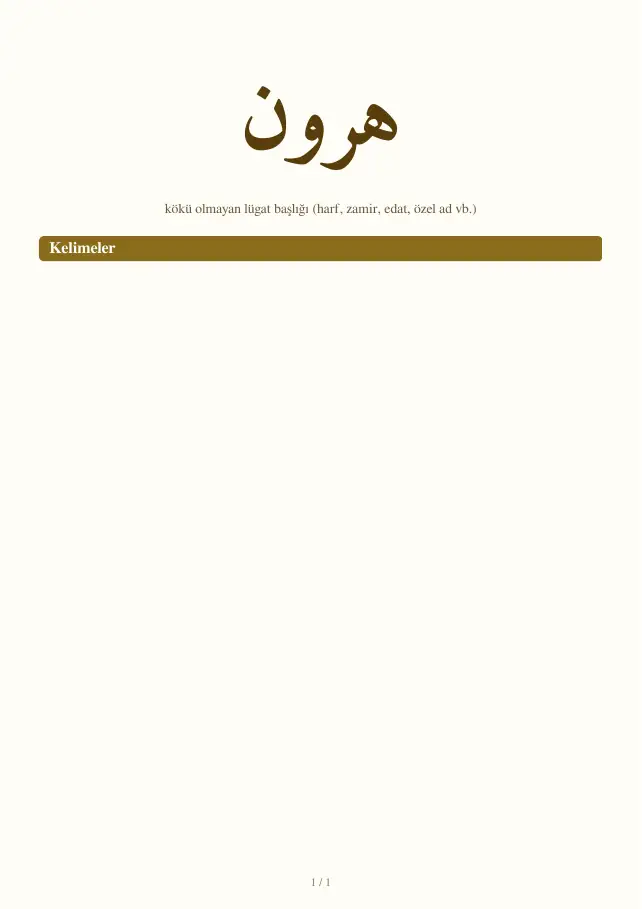 هرون
kökü olmayan lügat başlığı (harf, zamir, edat, özel ad vb.)
Kelimeler
1 / 1